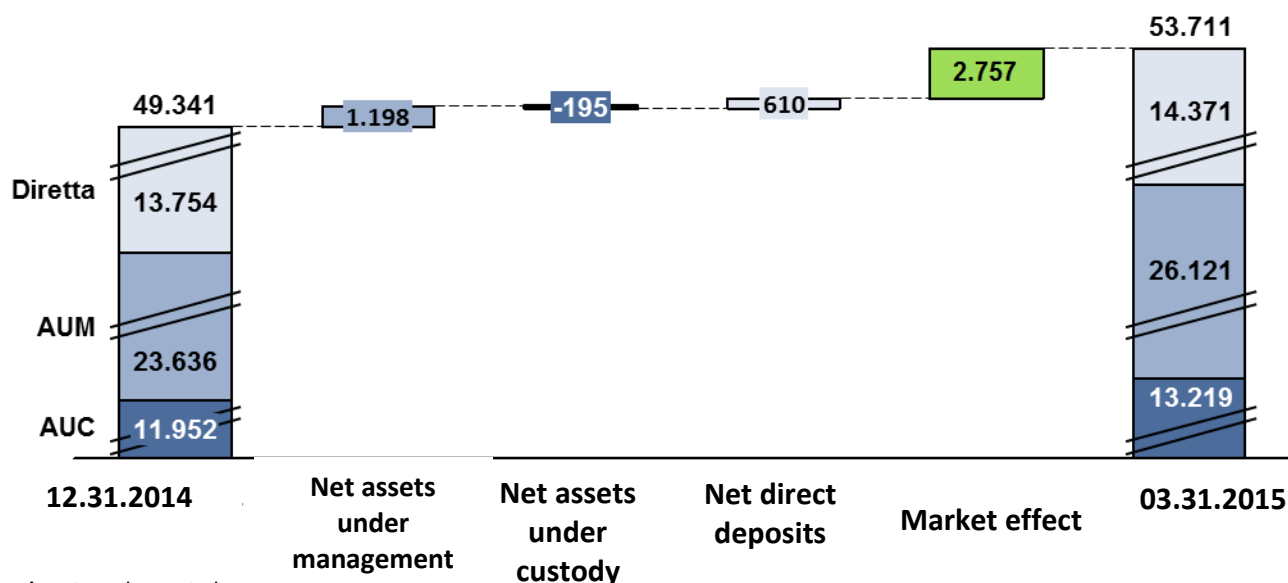 53.711
49.341
2.757
1.198
-195
610
14.371
Diretta
13.754
26.121
AUM
23.636
13.219
AUC
11.952
12.31.2014
Net assets
under
management
Net assets
under
custody
Net direct
deposits
Market effect
03.31.2015